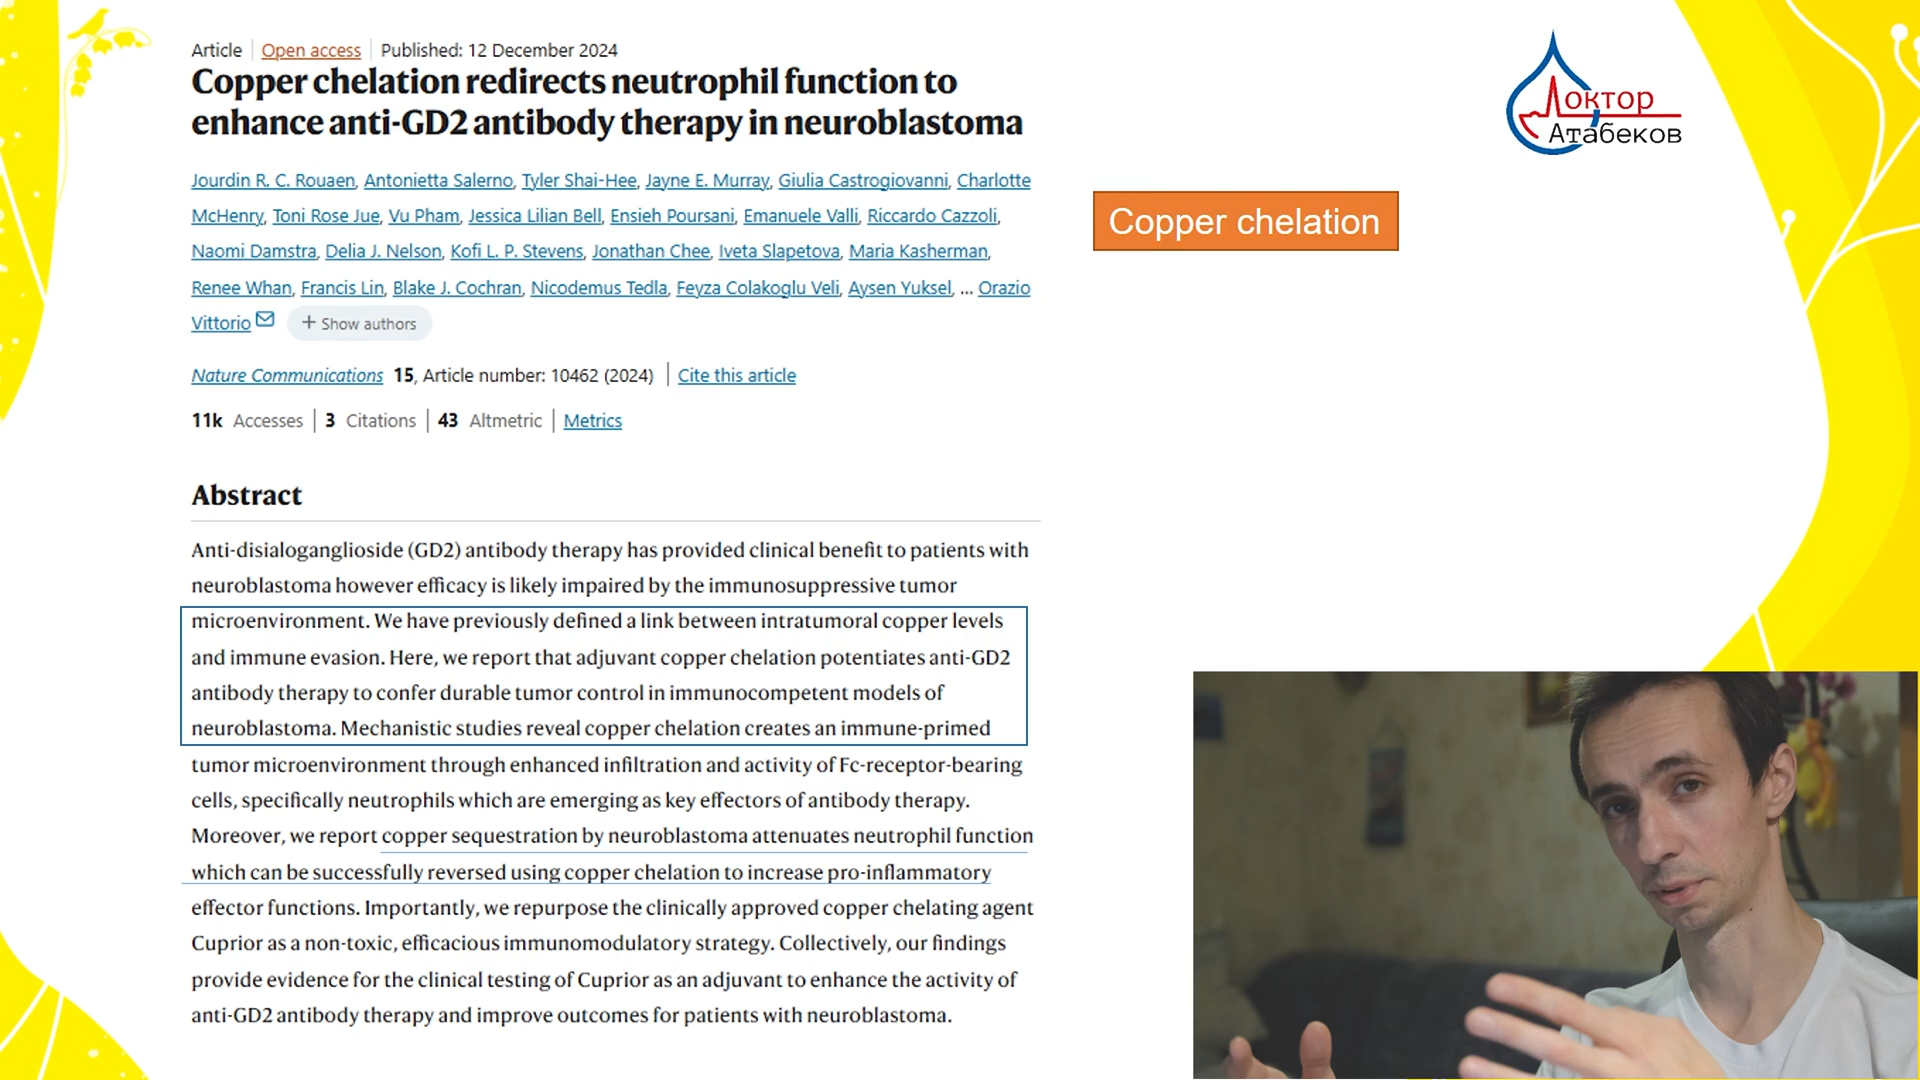 Article Open access Published: 12 December 2024
Copper chelation redirects neutrophil function to
enhance anti-GD2 antibody therapy in neuroblastoma
Jourdin R. C. Rouaen, Antonietta Salerno, Tyler Shai-Hee, Jayne E. Murray, Giulia Castrogiovanni, Charlotte
McHenry, Toni Rose Jue, Vu Pham, Jessica Lilian Bell, Ensieh Poursani, Emanuele Valli, Riccardo Cazzoli,
Naomi Damstra, Delia J. Nelson, Kofi L. P. Stevens, Jonathan Chee, Iveta Slapetova, Maria Kasherman,
Renee Whan, Francis Lin, Blake J. Cochran, Nicodemus Tedla, Feyza Colakoglu Veli, Aysen Yuksel, ... Orazio
Vittorio + Show authors
Nature Communications 15, Article number: 10462 (2024) Cite this article
11k Accesses 3 Citations 43 Altmetric Metrics
Abstract
Anti-disialoganglioside (GD2) antibody therapy has provided clinical benefit to patients with
neuroblastoma however efficacy is likely impaired by the immunosuppressive tumor
microenvironment. We have previously defined a link between intratumoral copper levels
and immune evasion. Here, we report that adjuvant copper chelation potentiates anti-GD2
antibody therapy to confer durable tumor control in immunocompetent models of
neuroblastoma. Mechanistic studies reveal copper chelation creates an immune-primed
tumor microenvironment through enhanced infiltration and activity of Fc-receptor-bearing
cells, specifically neutrophils which are emerging as key effectors of antibody therapy.
Moreover, we report copper sequestration by neuroblastoma attenuates neutrophil function
which can be successfully reversed using copper chelation to increase pro-inflammatory
effector functions. Importantly, we repurpose the clinically approved copper chelating agent
Cuprior as a non-toxic, efficacious immunomodulatory strategy. Collectively, our findings
provide evidence for the clinical testing of Cuprior as an adjuvant to enhance the activity of
anti-GD2 antibody therapy and improve outcomes for patients with neuroblastoma.
Доктор
Атабеков
Copper chelation